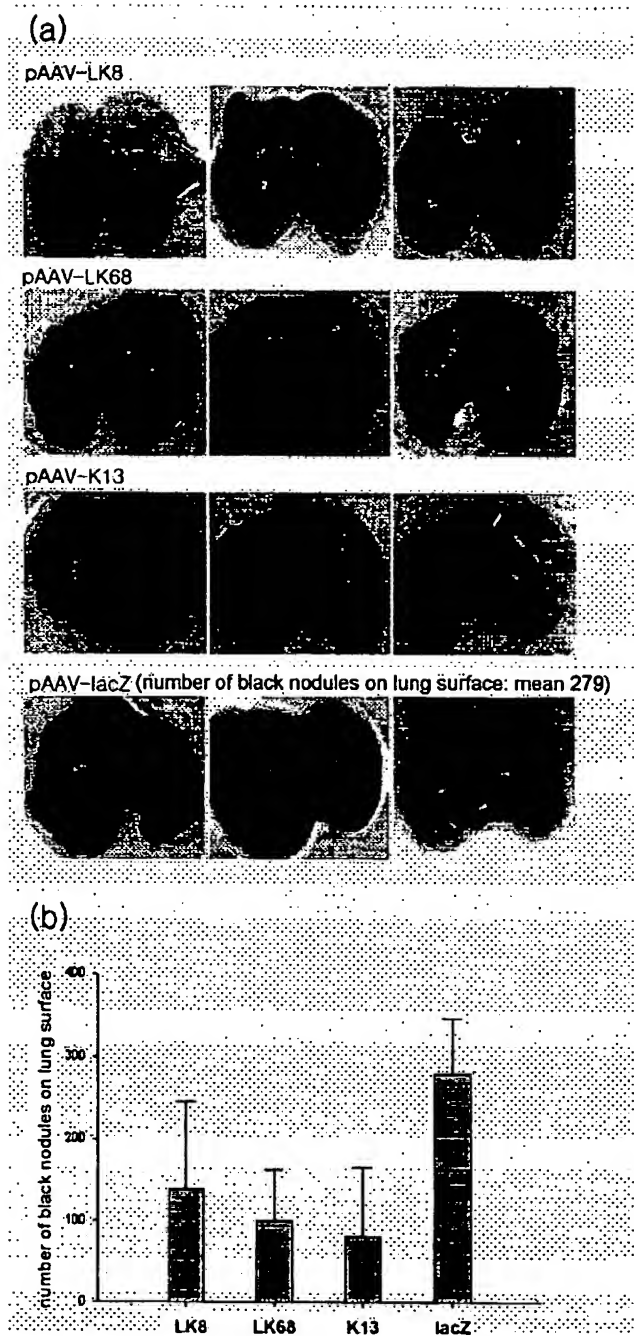 (a)
pAAV-LK8
pAAV-LK68
pAAV-K13
pAAV-lacZ (number of black nodules on lung surface: mean 279)
(b)
number of black nodules on lung surface
400
300
200
100
0
LK8 LK68 K13 lacZ